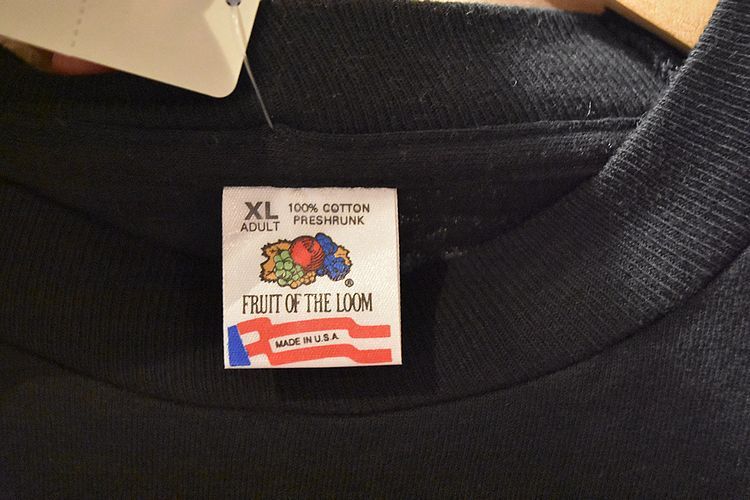 XL 100% COTTON
ADULT PRESHRUNK
®
FRUIT OF THE LOOM
MADE IN U.S.A.